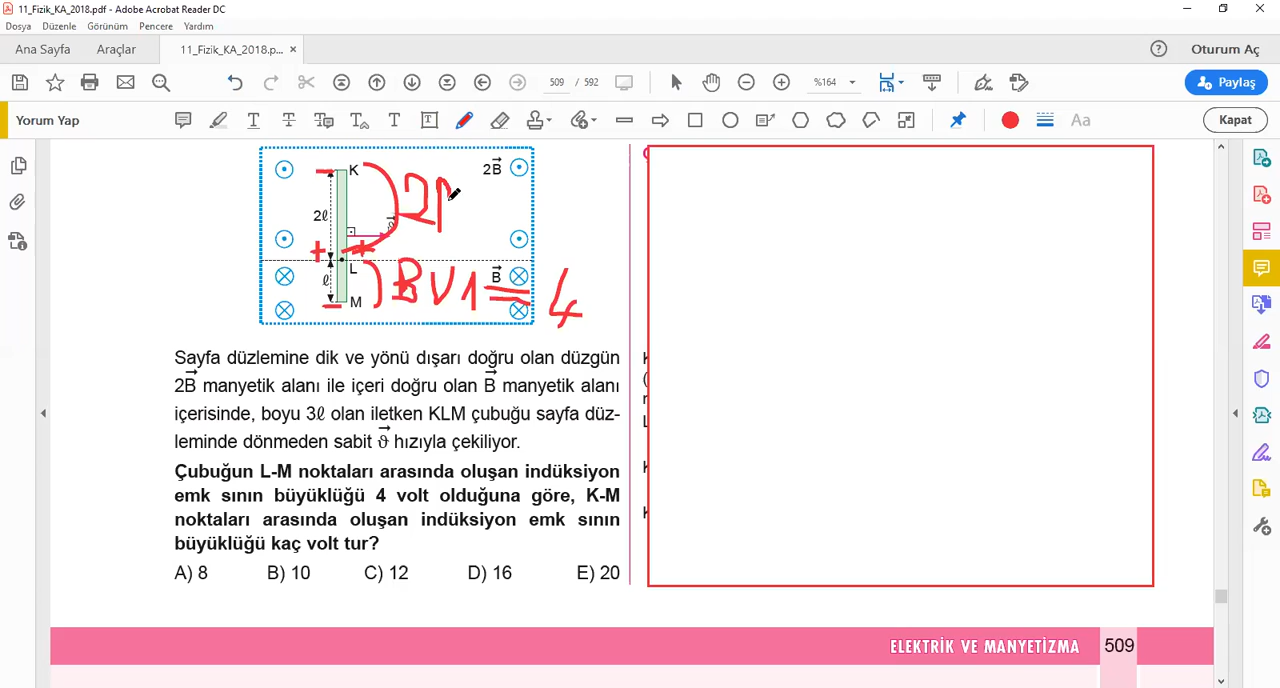 11_Fizik_KA_2018.pdf - Adobe Acrobat Reader DC
Dosya Düzenle Görünüm Pencere Yardım
Ana Sayfa Araçlar 11_Fizik_KA_2018.p... × Oturum Aç
509 / 592 %164 Paylaş
Yorum Yap Aa Kapat
K 2B
2ℓ 2
+ +
L B
ℓ BV1 = 4
M
Sayfa düzlemine dik ve yönü dışarı doğru olan düzgün
2B manyetik alanı ile içeri doğru olan B manyetik alanı
içerisinde, boyu 3ℓ olan iletken KLM çubuğu sayfa düz-
leminde dönmeden sabit ϑ hızıyla çekiliyor.
Çubuğun L-M noktaları arasında oluşan indüksiyon
emk sının büyüklüğü 4 volt olduğuna göre, K-M
noktaları arasında oluşan indüksiyon emk sının
büyüklüğü kaç volt tur?
A) 8 B) 10 C) 12 D) 16 E) 20
ELEKTRİK VE MANYETİZMA 509